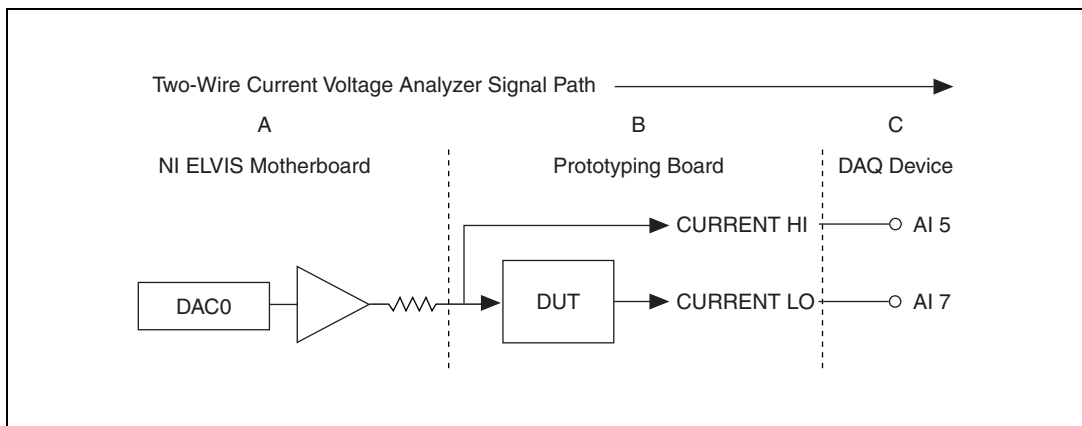 Two-Wire Current Voltage Analyzer Signal Path
A B C
NI ELVIS Motherboard Prototyping Board DAQ Device
CURRENT HI AI 5
DAC0 DUT CURRENT LO AI 7